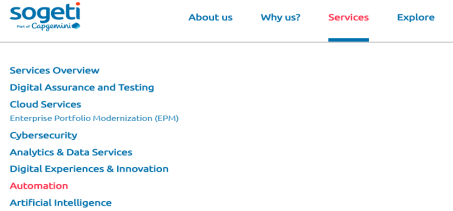 sogeti
Part of Capgemini
About us Why us? Services Explore
Services Overview
Digital Assurance and Testing
Cloud Services
Enterprise Portfolio Modernization (EPM)
Cybersecurity
Analytics & Data Services
Digital Experiences & Innovation
Automation
Artificial Intelligence